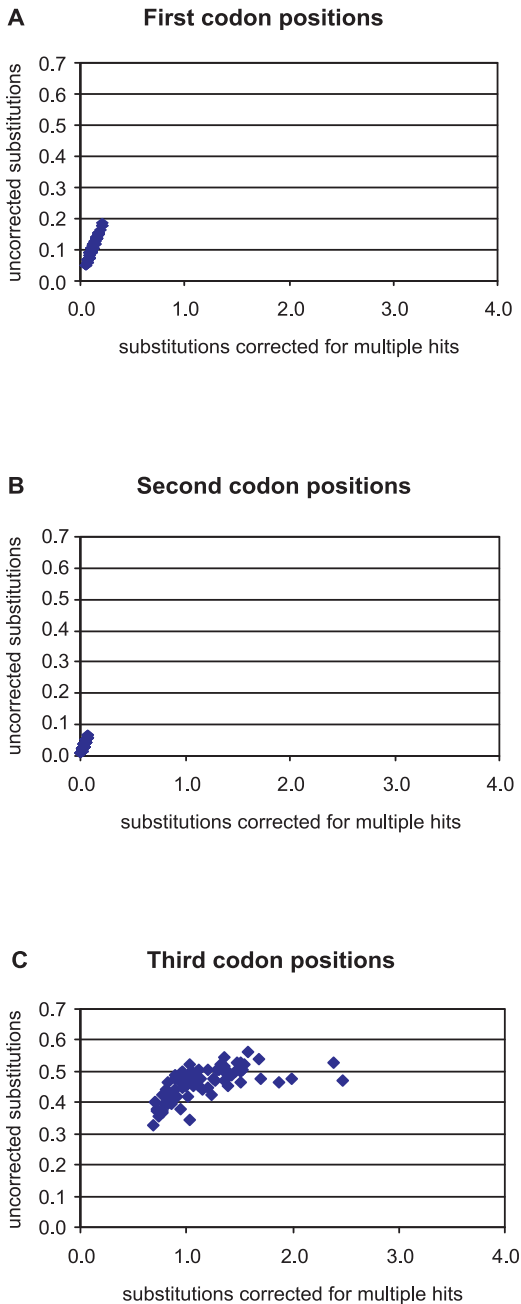 A First codon positions
uncorrected substitutions
0.7
0.6
0.5
0.4
0.3
0.2
0.1
0.0
0.0 1.0 2.0 3.0 4.0
substitutions corrected for multiple hits
B Second codon positions
uncorrected substitutions
0.7
0.6
0.5
0.4
0.3
0.2
0.1
0.0
0.0 1.0 2.0 3.0 4.0
substitutions corrected for multiple hits
C Third codon positions
uncorrected substitutions
0.7
0.6
0.5
0.4
0.3
0.2
0.1
0.0
0.0 1.0 2.0 3.0 4.0
substitutions corrected for multiple hits